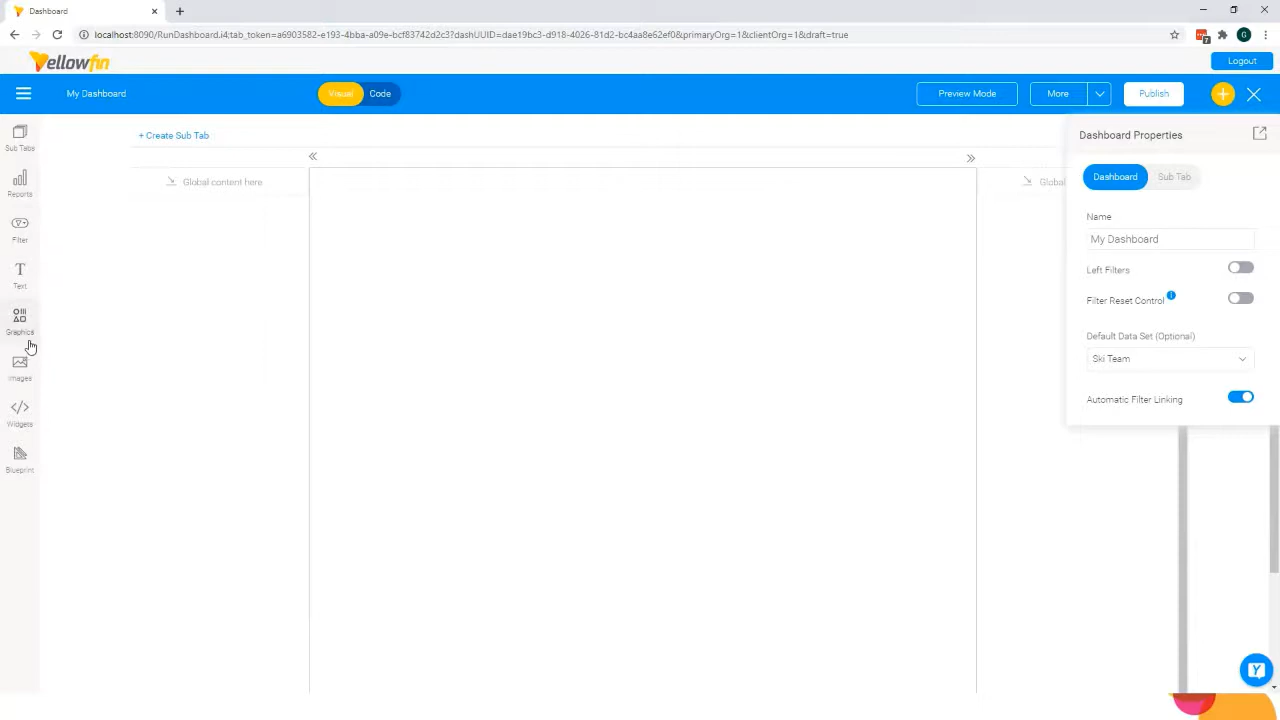 Dashboard
localhost:8090/RunDashboard.i4;tab_token=a6903582-e193-4bba-a09e-bcf83742d2c3?dashUUID=dae19bc3-d918-4026-81d2-bc4aa8e62ef0&primaryOrg=1&clientOrg=1&draft=true
7
G
Yellowfin
Logout
My Dashboard
Visual
Code
Preview Mode
More
Publish
+ Create Sub Tab
Sub Tabs
Reports
Filter
Text
Graphics
Images
Widgets
Blueprint
Global content here
Global
Dashboard Properties
Dashboard
Sub Tab
Name
My Dashboard
Left Filters
Filter Reset Control
Default Data Set (Optional)
Ski Team
Automatic Filter Linking